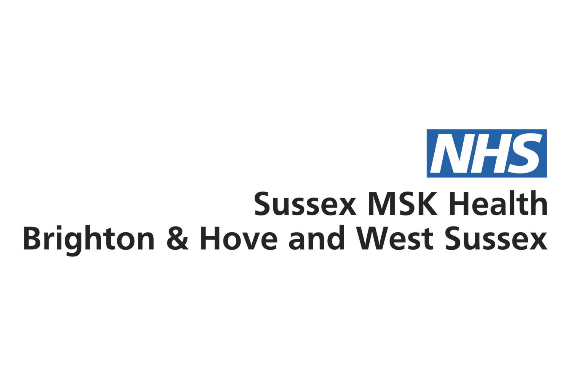 NHS
Sussex MSK Health
Brighton & Hove and West Sussex